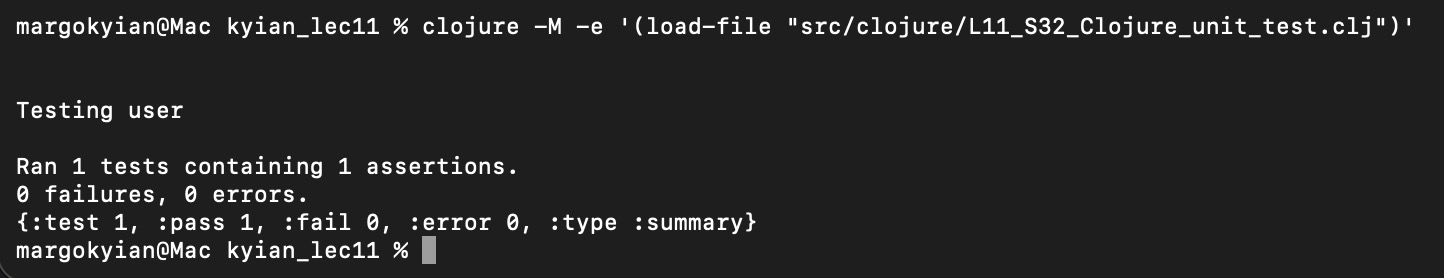 margokyian@Mac kyian_lec11 % clojure -M -e '(load-file "src/clojure/L11_S32_Clojure_unit_test.clj")'
Testing user
Ran 1 tests containing 1 assertions.
0 failures, 0 errors.
{:test 1, :pass 1, :fail 0, :error 0, :type :summary}
margokyian@Mac kyian_lec11 %